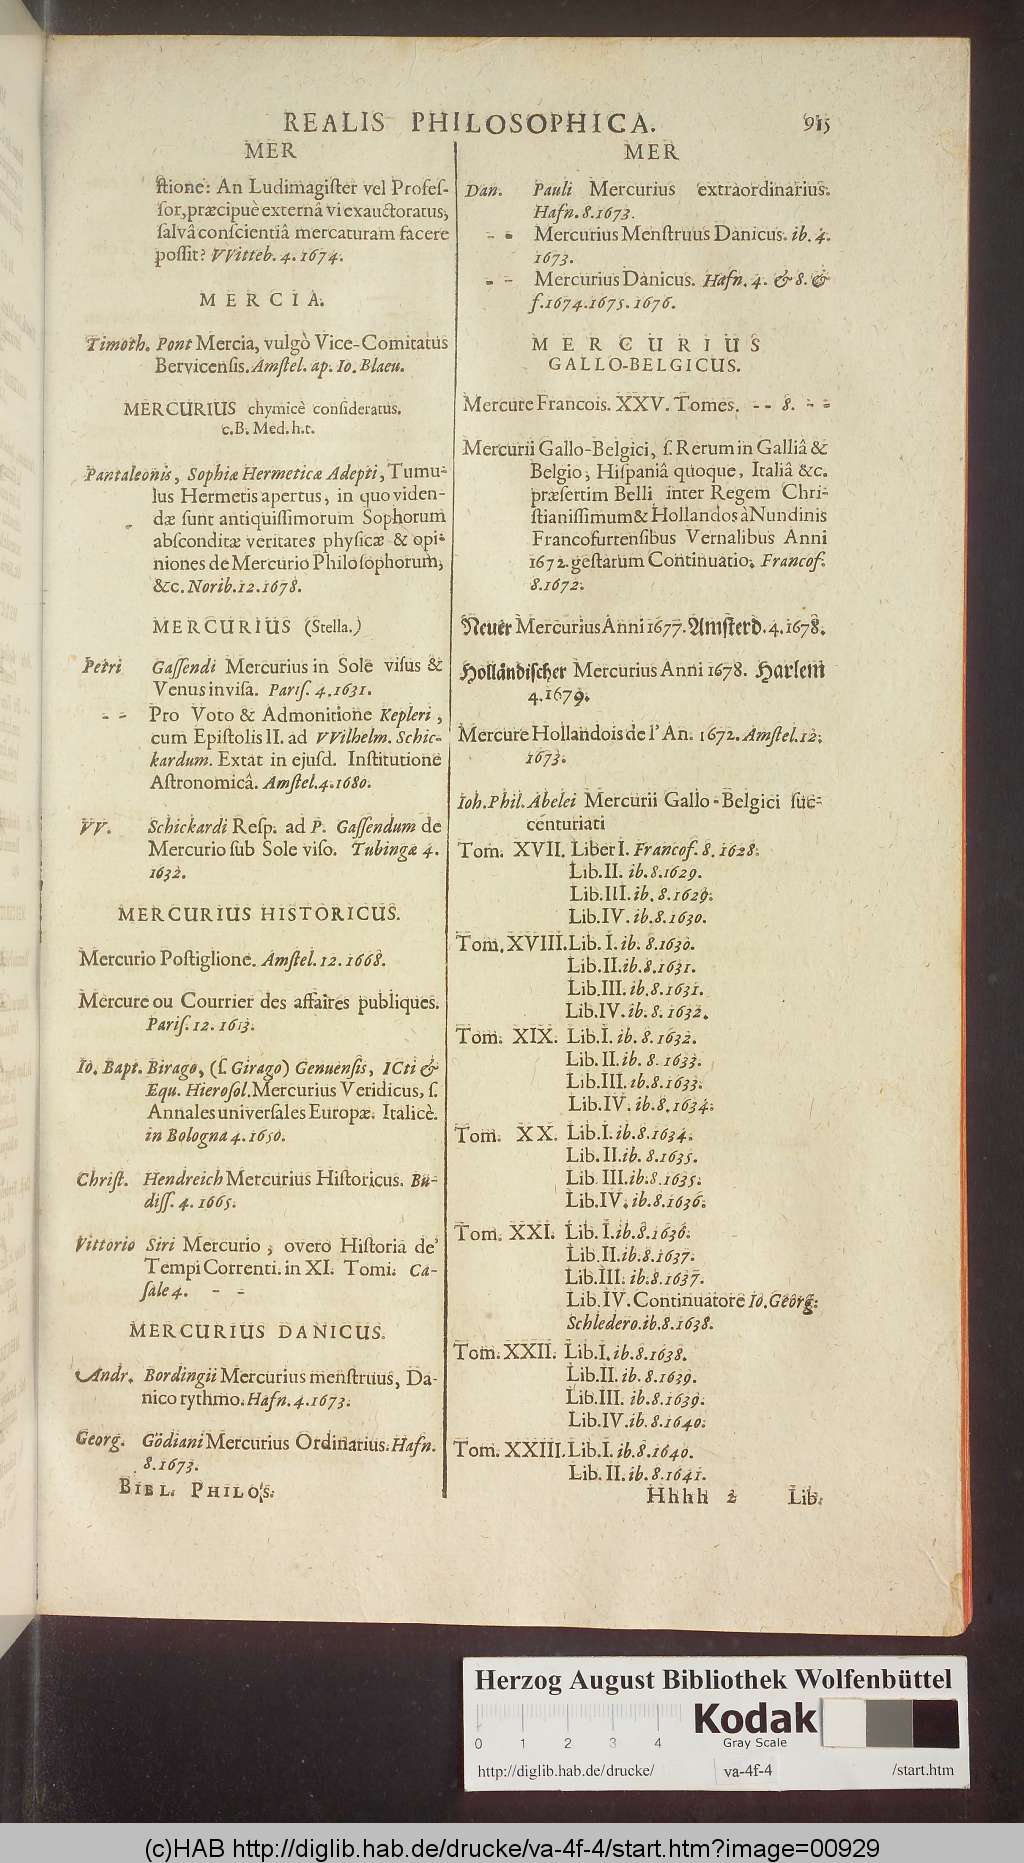 REALIS PHILOSOPHICA. 915
MER
ſtione: An Ludimagiſter vel Profeſ-
ſor, præcipuè externâ vi exauctoratus,
ſalvâ conſcientiâ mercaturam facere
poſſit? VVitteb. 4. 1674.
MERCIA.
Timoth. Pont Mercia, vulgò Vice-Comitatus
Bervicenſis. Amſtel. ap. Io. Blaeu.
MERCURIUS chymicè conſideratus.
c.B. Med. h.t.
Pantaleonis, Sophiæ Hermeticæ Adepti, Tumu-
lus Hermetis apertus, in quo viden-
dæ ſunt antiquiſſimorum Sophorum
abſconditæ veritates phyſicæ & opi-
niones de Mercurio Philoſophorum,
&c. Norib. 12. 1678.
MERCURIUS (Stella.)
Petri Gaſſendi Mercurius in Sole viſus &
Venus inviſa. Pariſ. 4. 1631.
- - Pro Voto & Admonitione Kepleri,
cum Epiſtolis II. ad VVilhelm. Schic-
kardum. Extat in ejuſd. Inſtitutione
Aſtronomicâ. Amſtel. 4. 1680.
VV. Schickardi Reſp. ad P. Gaſſendum de
Mercurio ſub Sole viſo. Tubingæ 4.
1632.
MERCURIUS HISTORICUS.
Mercurio Poſtiglione. Amſtel. 12. 1668.
Mercure ou Courrier des affaires publiques.
Pariſ. 12. 1613.
Io. Bapt. Birago, (ſ. Girago) Genuenſis, ICti &
Equ. Hieroſol. Mercurius Veridicus, ſ.
Annales univerſales Europæ. Italicè.
in Bologna 4. 1650.
Chriſt. Hendreich Mercurius Hiſtoricus. Bu-
diſſ. 4. 1665.
Vittorio Siri Mercurio, overo Hiſtoria de'
Tempi Correnti. in XI. Tomi. Ca-
ſale 4. - -
MERCURIUS DANICUS.
Andr. Bordingii Mercurius menſtruus, Da-
nico rythmo. Hafn. 4. 1673.
Georg. Gödiani Mercurius Ordinarius. Hafn.
8. 1673.
BIBL. PHILOS.
MER
Dan. Pauli Mercurius extraordinarius.
Hafn. 8. 1673.
- - Mercurius Menſtruus Danicus. ib. 4.
1673.
- - Mercurius Danicus. Hafn. 4. & 8. &
f. 1674. 1675. 1676.
MERCURIUS
GALLO-BELGICUS.
Mercure Francois. XXV. Tomes. - - 8. - -
Mercurii Gallo-Belgici, ſ. Rerum in Galliâ &
Belgio, Hiſpaniâ quoque, Italiâ &c.
præſertim Belli inter Regem Chri-
ſtianiſſimum & Hollandos à Nundinis
Francofurtenſibus Vernalibus Anni
1672. geſtarum Continuatio. Francof.
8. 1672.
Neuer Mercurius Anni 1677. Amſterd. 4. 1678.
Holländiſcher Mercurius Anni 1678. Harlem
4. 1679.
Mercure Hollandois de l' An. 1672. Amſtel. 12.
1673.
Ioh. Phil. Abelei Mercurii Gallo-Belgici ſuc-
centuriati
Tom. XVII. Liber I. Francof. 8. 1628.
Lib. II. ib. 8. 1629.
Lib. III. ib. 8. 1629.
Lib. IV. ib. 8. 1630.
Tom. XVIII. Lib. I. ib. 8. 1630.
Lib. II. ib. 8. 1631.
Lib. III. ib. 8. 1631.
Lib. IV. ib. 8. 1632.
Tom. XIX. Lib. I. ib. 8. 1632.
Lib. II. ib. 8. 1633.
Lib. III. ib. 8. 1633.
Lib. IV. ib. 8. 1634.
Tom. XX. Lib. I. ib. 8. 1634.
Lib. II. ib. 8. 1635.
Lib. III. ib. 8. 1635.
Lib. IV. ib. 8. 1636.
Tom. XXI. Lib. I. ib. 8. 1636.
Lib. II. ib. 8. 1637.
Lib. III. ib. 8. 1637.
Lib. IV. Continuatore Io. Georg.
Schledero. ib. 8. 1638.
Tom. XXII. Lib. I. ib. 8. 1638.
Lib. II. ib. 8. 1639.
Lib. III. ib. 8. 1639.
Lib. IV. ib. 8. 1640.
Tom. XXIII. Lib. I. ib. 8. 1640.
Lib. II. ib. 8. 1641.
Hhhh 2 Lib.
Herzog August Bibliothek Wolfenbüttel
0 1 2 3 4
Kodak
Gray Scale
http://diglib.hab.de/drucke/ va-4f-4 /start.htm
(c)HAB http://diglib.hab.de/drucke/va-4f-4/start.htm?image=00929